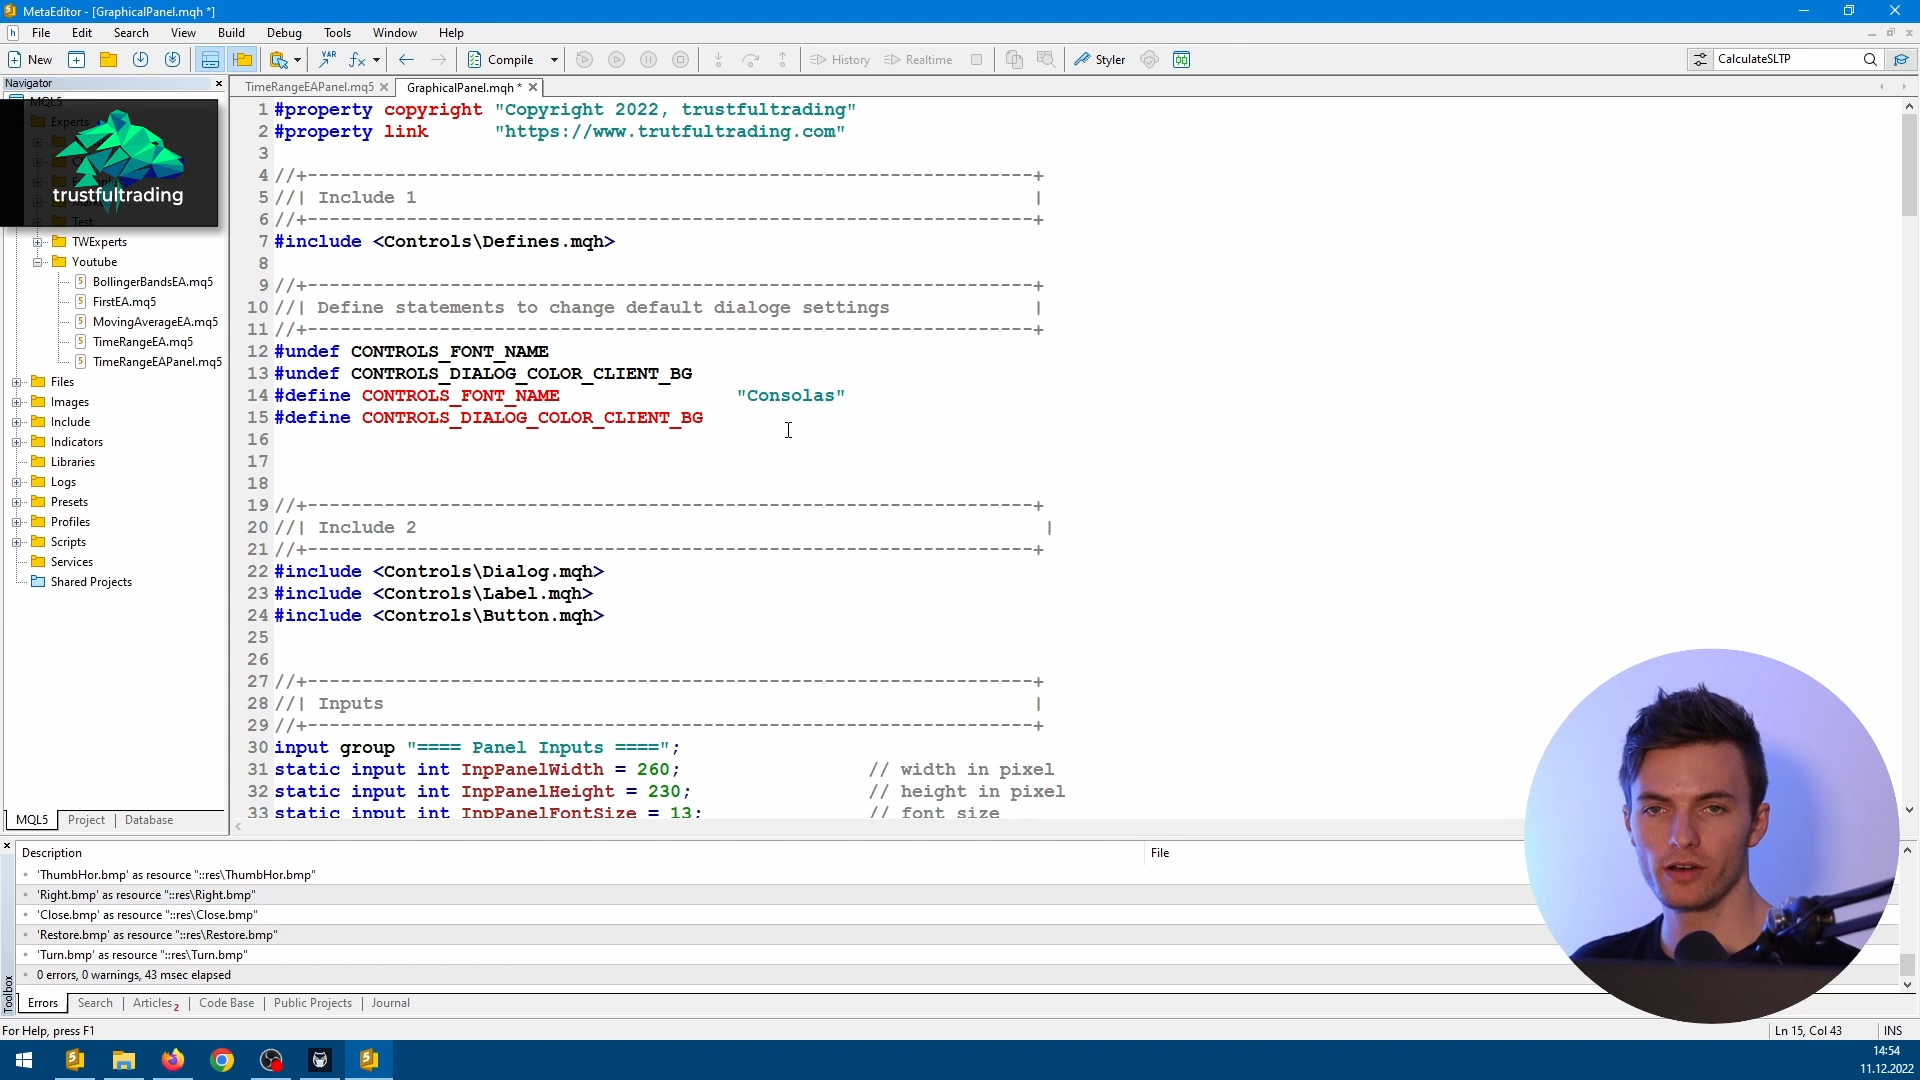 MetaEditor - [GraphicalPanel.mqh *]
File Edit Search View Build Debug Tools Window Help
New VAR Compile History Realtime Styler CalculateSLTP
Navigator
TimeRangeEAPanel.mq5 GraphicalPanel.mqh *
MQL5
Experts
trustfultrading
Test
TWExperts
Youtube
BollingerBandsEA.mq5
FirstEA.mq5
MovingAverageEA.mq5
TimeRangeEA.mq5
TimeRangeEAPanel.mq5
Files
Images
Include
Indicators
Libraries
Logs
Presets
Profiles
Scripts
Services
Shared Projects
MQL5 Project Database
1 #property copyright "Copyright 2022, trustfultrading"
2 #property link "https://www.trutfultrading.com"
3
4 //+------------------------------------------------------------------+
5 //| Include 1 |
6 //+------------------------------------------------------------------+
7 #include <Controls\Defines.mqh>
8
9 //+------------------------------------------------------------------+
10 //| Define statements to change default dialoge settings |
11 //+------------------------------------------------------------------+
12 #undef CONTROLS_FONT_NAME
13 #undef CONTROLS_DIALOG_COLOR_CLIENT_BG
14 #define CONTROLS_FONT_NAME "Consolas"
15 #define CONTROLS_DIALOG_COLOR_CLIENT_BG
16
17
18
19 //+------------------------------------------------------------------+
20 //| Include 2 |
21 //+------------------------------------------------------------------+
22 #include <Controls\Dialog.mqh>
23 #include <Controls\Label.mqh>
24 #include <Controls\Button.mqh>
25
26
27 //+------------------------------------------------------------------+
28 //| Inputs |
29 //+------------------------------------------------------------------+
30 input group "==== Panel Inputs ====";
31 static input int InpPanelWidth = 260; // width in pixel
32 static input int InpPanelHeight = 230; // height in pixel
33 static input int InpPanelFontSize = 13; // font size
Description File
'ThumbHor.bmp' as resource "::res\ThumbHor.bmp"
'Right.bmp' as resource "::res\Right.bmp"
'Close.bmp' as resource "::res\Close.bmp"
'Restore.bmp' as resource "::res\Restore.bmp"
'Turn.bmp' as resource "::res\Turn.bmp"
0 errors, 0 warnings, 43 msec elapsed
Toolbox
Errors Search Articles 2 Code Base Public Projects Journal
For Help, press F1 Ln 15, Col 43 INS
14:54
11.12.2022